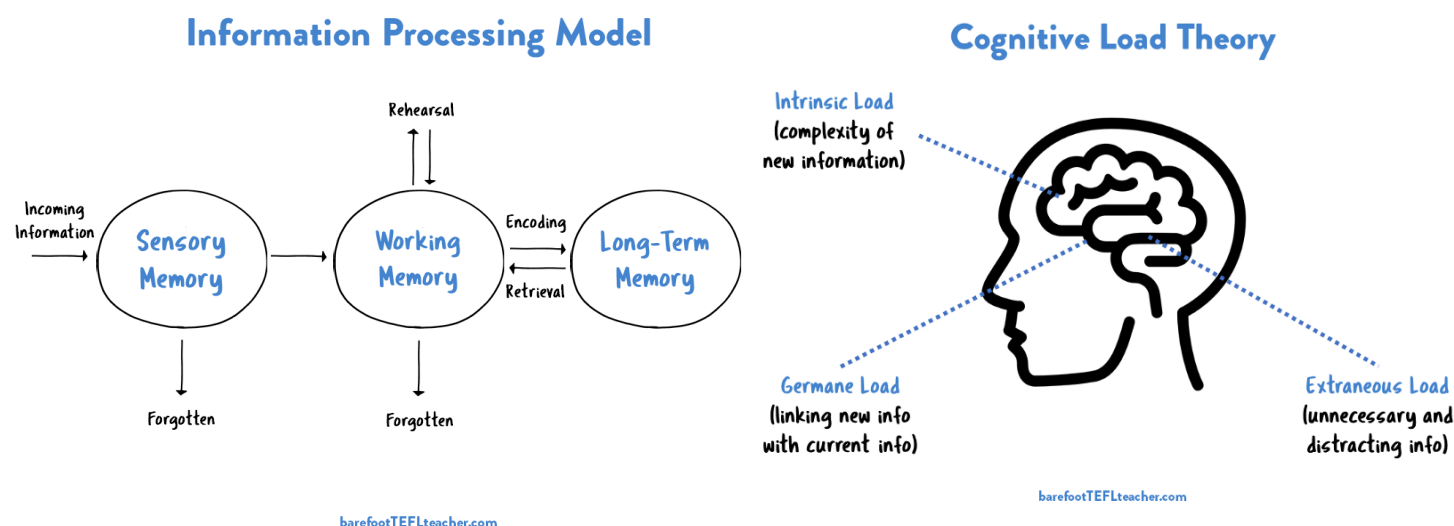 Information Processing Model
Rehearsal
Incoming
Information
Sensory
Memory
Working
Memory
Encoding
Retrieval
Long-Term
Memory
Forgotten
Forgotten
barefootTEFLteacher.com
Cognitive Load Theory
Intrinsic Load
(complexity of
new information)
Germane Load
(linking new info
with current info)
Extraneous Load
(unnecessary and
distracting info)
barefootTEFLteacher.com